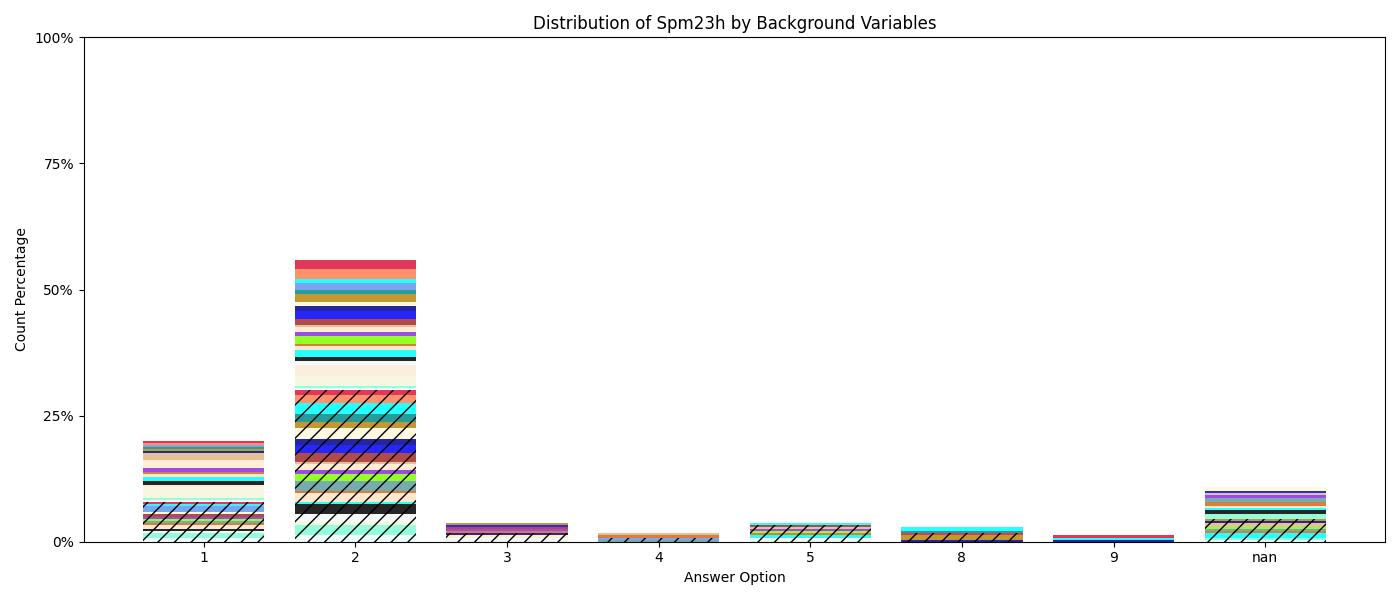 Distribution of Spm23h by Background Variables
100%
75%
50%
25%
0%
Count Percentage
1 2 3 4 5 8 9 nan
Answer Option